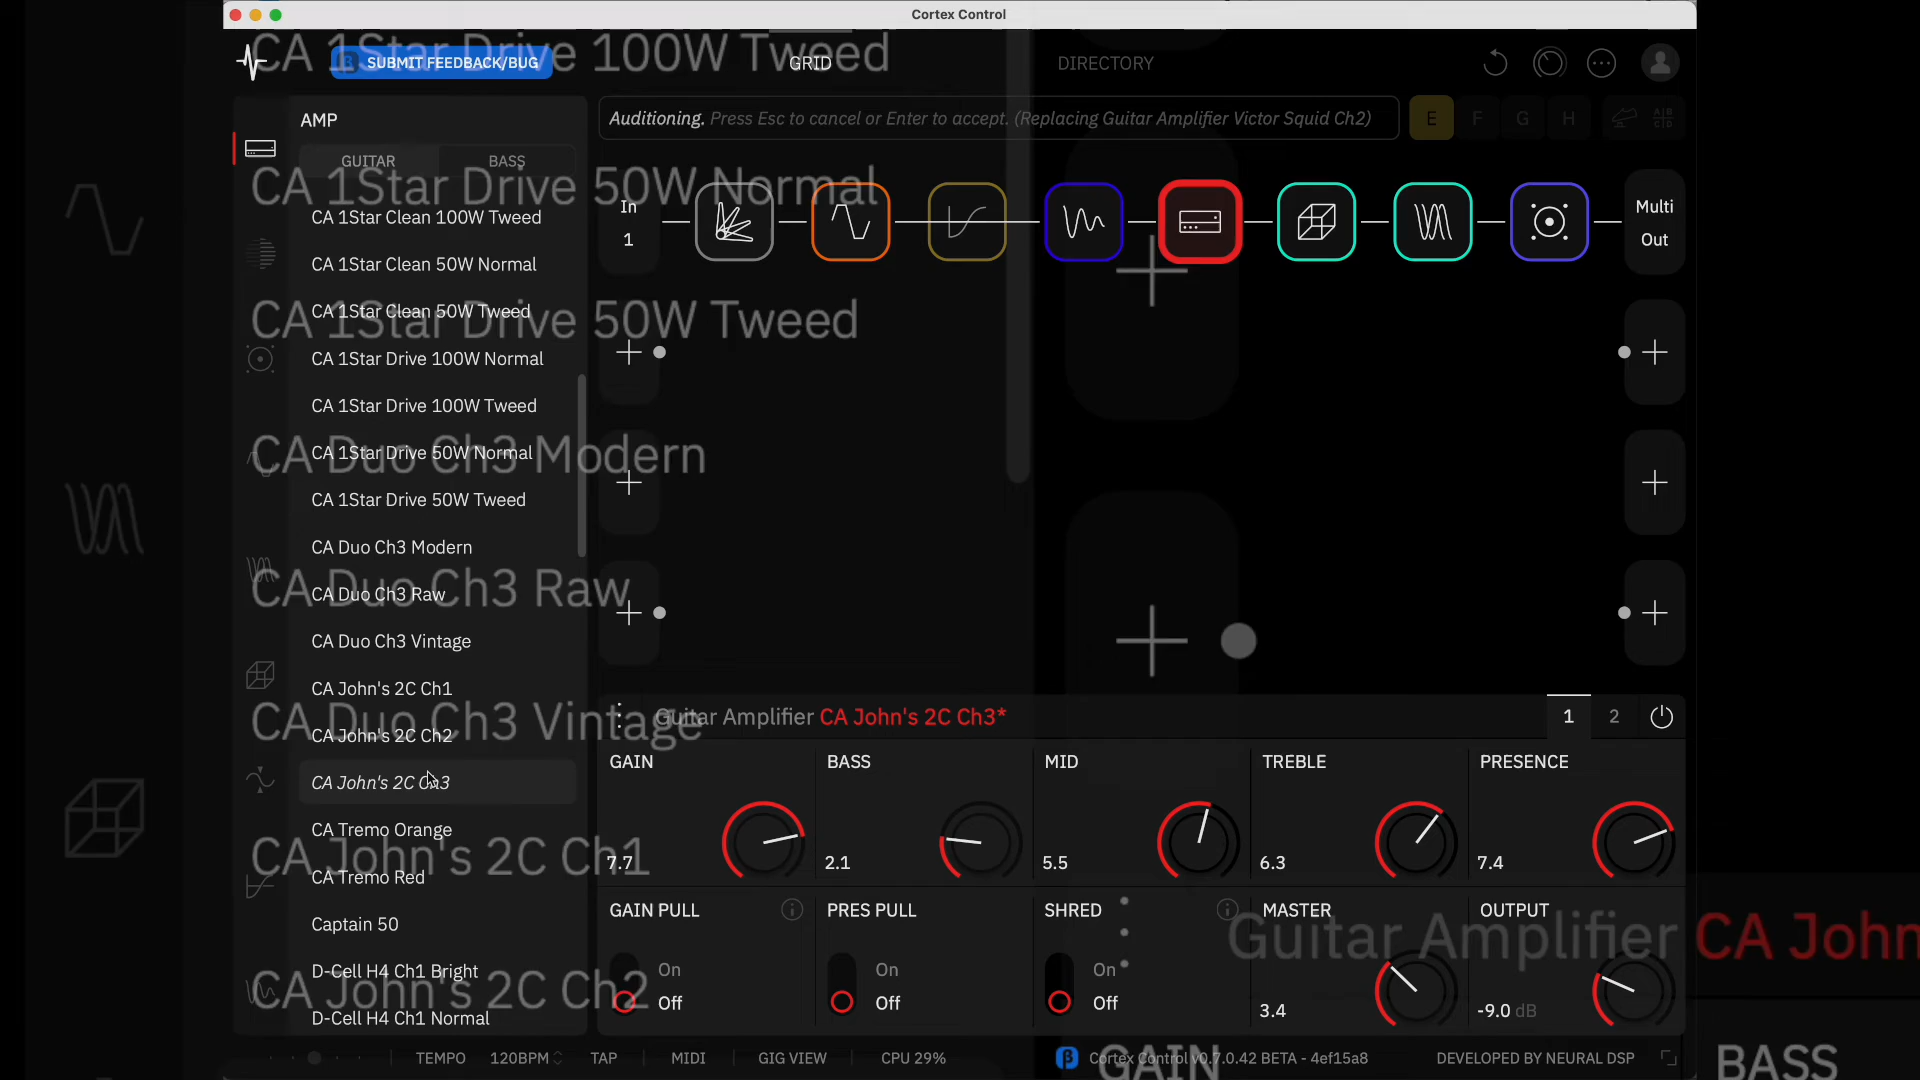 Cortex Control
CA 1Star Drive 100W Tweed
SUBMIT FEEDBACK/BUG
GRID
DIRECTORY
AMP
GUITAR
BASS
Auditioning. Press Esc to cancel or Enter to accept. (Replacing Guitar Amplifier Victor Squid Ch2)
E
F
G
H
CA 1Star Drive 50W Normal
CA 1Star Drive 50W Tweed
CA Duo Ch3 Modern
CA Duo Ch3 Raw
CA Duo Ch3 Vintage
CA John's 2C Ch1
CA John's 2C Ch2
CA 1Star Clean 100W Tweed
CA 1Star Clean 50W Normal
CA 1Star Clean 50W Tweed
CA 1Star Drive 100W Normal
CA 1Star Drive 100W Tweed
CA 1Star Drive 50W Normal
CA 1Star Drive 50W Tweed
CA Duo Ch3 Modern
CA Duo Ch3 Raw
CA Duo Ch3 Vintage
CA John's 2C Ch1
CA John's 2C Ch2
CA John's 2C Ch3
CA Tremo Orange
CA Tremo Red
Captain 50
D-Cell H4 Ch1 Bright
D-Cell H4 Ch1 Normal
In
1
Multi
Out
Guitar Amplifier CA John's 2C Ch3*
1
2
GAIN
7.7
BASS
2.1
MID
5.5
TREBLE
6.3
PRESENCE
7.4
GAIN PULL
On
Off
PRES PULL
On
Off
SHRED
On
Off
MASTER
3.4
OUTPUT
-9.0 dB
Guitar Amplifier CA John
TEMPO
120BPM
TAP
MIDI
GIG VIEW
CPU 29%
Cortex Control v0.7.0.42 BETA - 4ef15a8
DEVELOPED BY NEURAL DSP
GAIN
BASS